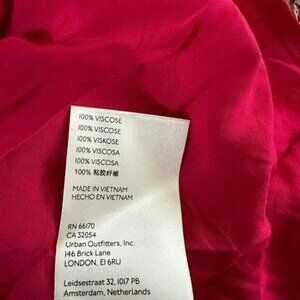 100% VISCOSE
100% VISCOSE
100% VISKOSE
100% VISCOSA
100% VISCOSA
100% 粘胶纤维
MADE IN VIETNAM
HECHO EN VIETNAM
RN 66170
CA 32054
Urban Outfitters, Inc.
146 Brick Lane
LONDON, E1 6RU
Leidsestraat 32, 1017 PB
Amsterdam, Netherlands